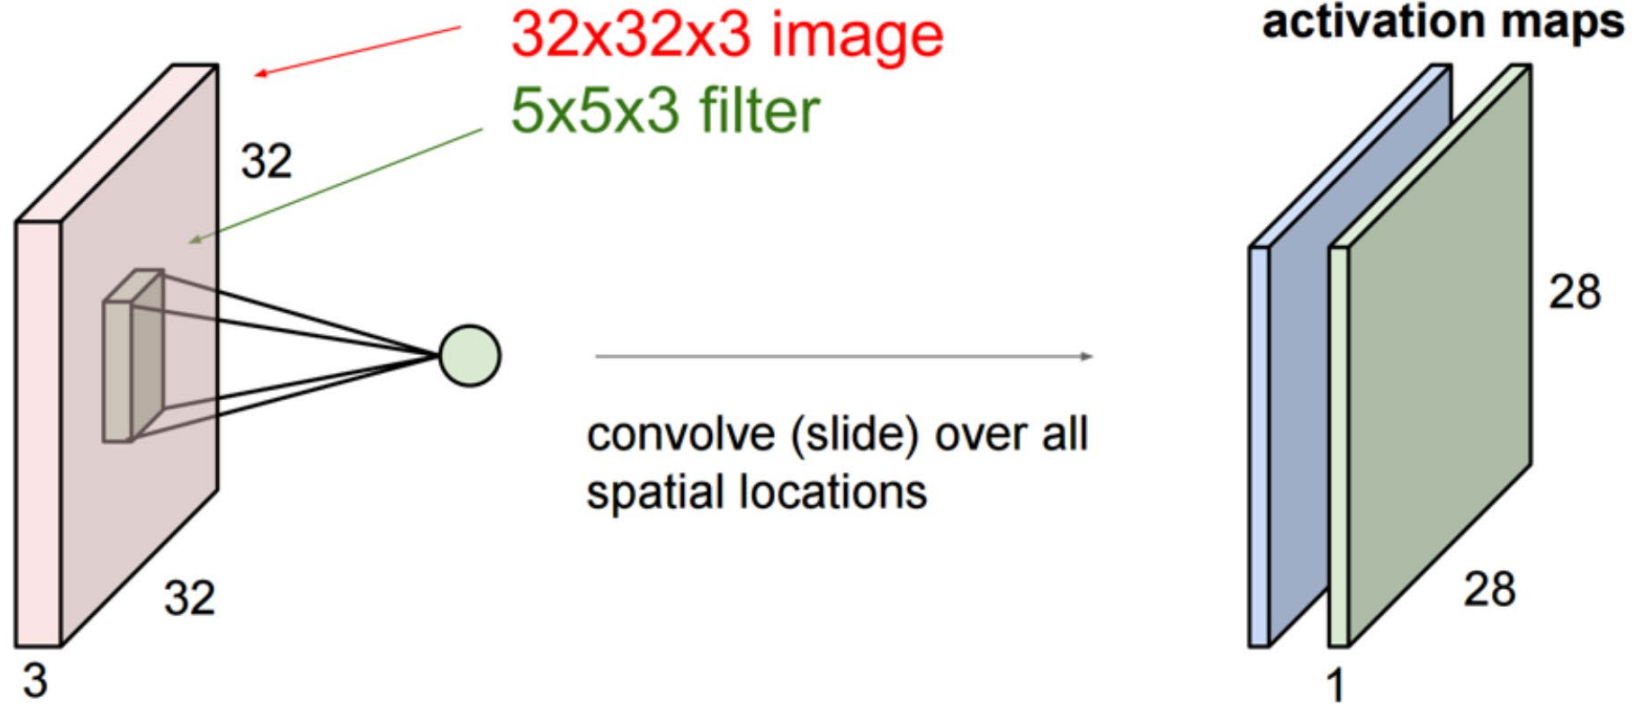 32x32x3 image
5x5x3 filter
32
32
3
convolve (slide) over all
spatial locations
activation maps
28
28
1